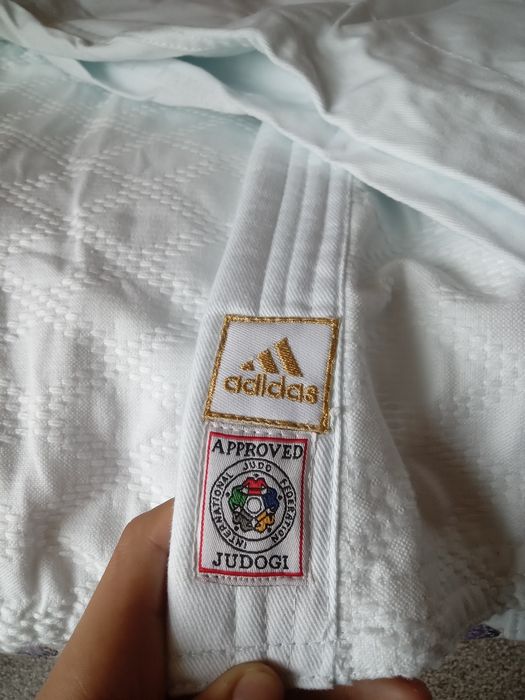 adidas
APPROVED
INTERNATIONAL JUDO FEDERATION
JUDOGI